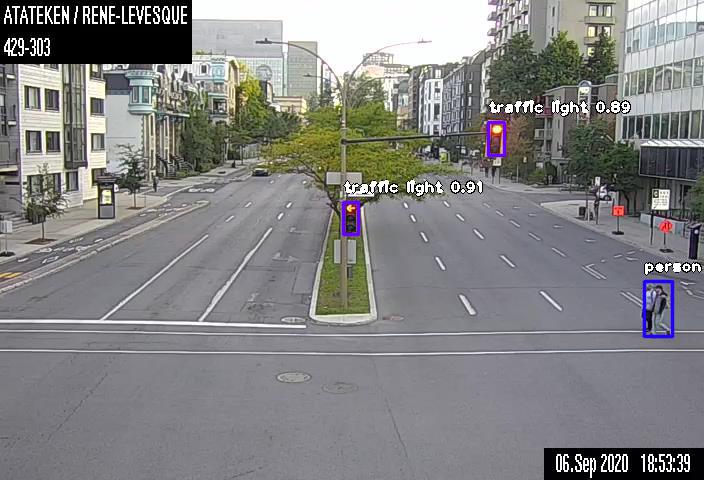 ATATEKEN / RENE-LEVESQUE
429-303
traffic light 0.89
traffic light 0.91
person
06.Sep 2020 18:53:39